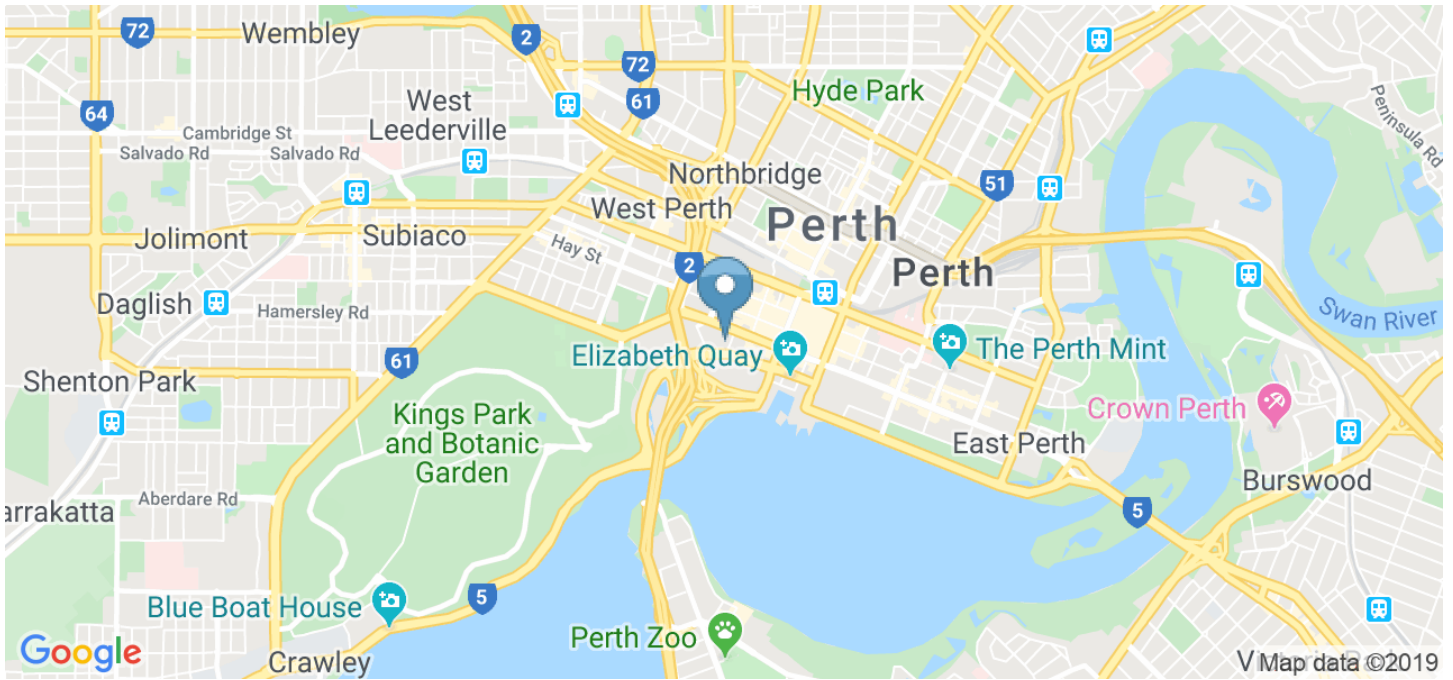 72
Wembley
2
72
64
West
Leederville
61
Hyde Park
Peninsula Rd
Cambridge St
Salvado Rd
Salvado Rd
Northbridge
51
West Perth
Perth
Jolimont
Subiaco
Hay St
2
Perth
Daglish
Hamersley Rd
Swan River
Elizabeth Quay
The Perth Mint
61
Shenton Park
Kings Park
and Botanic
Garden
Crown Perth
East Perth
Burswood
Aberdare Rd
arrakatta
5
5
Blue Boat House
Perth Zoo
Google
Crawley
Map data ©2019